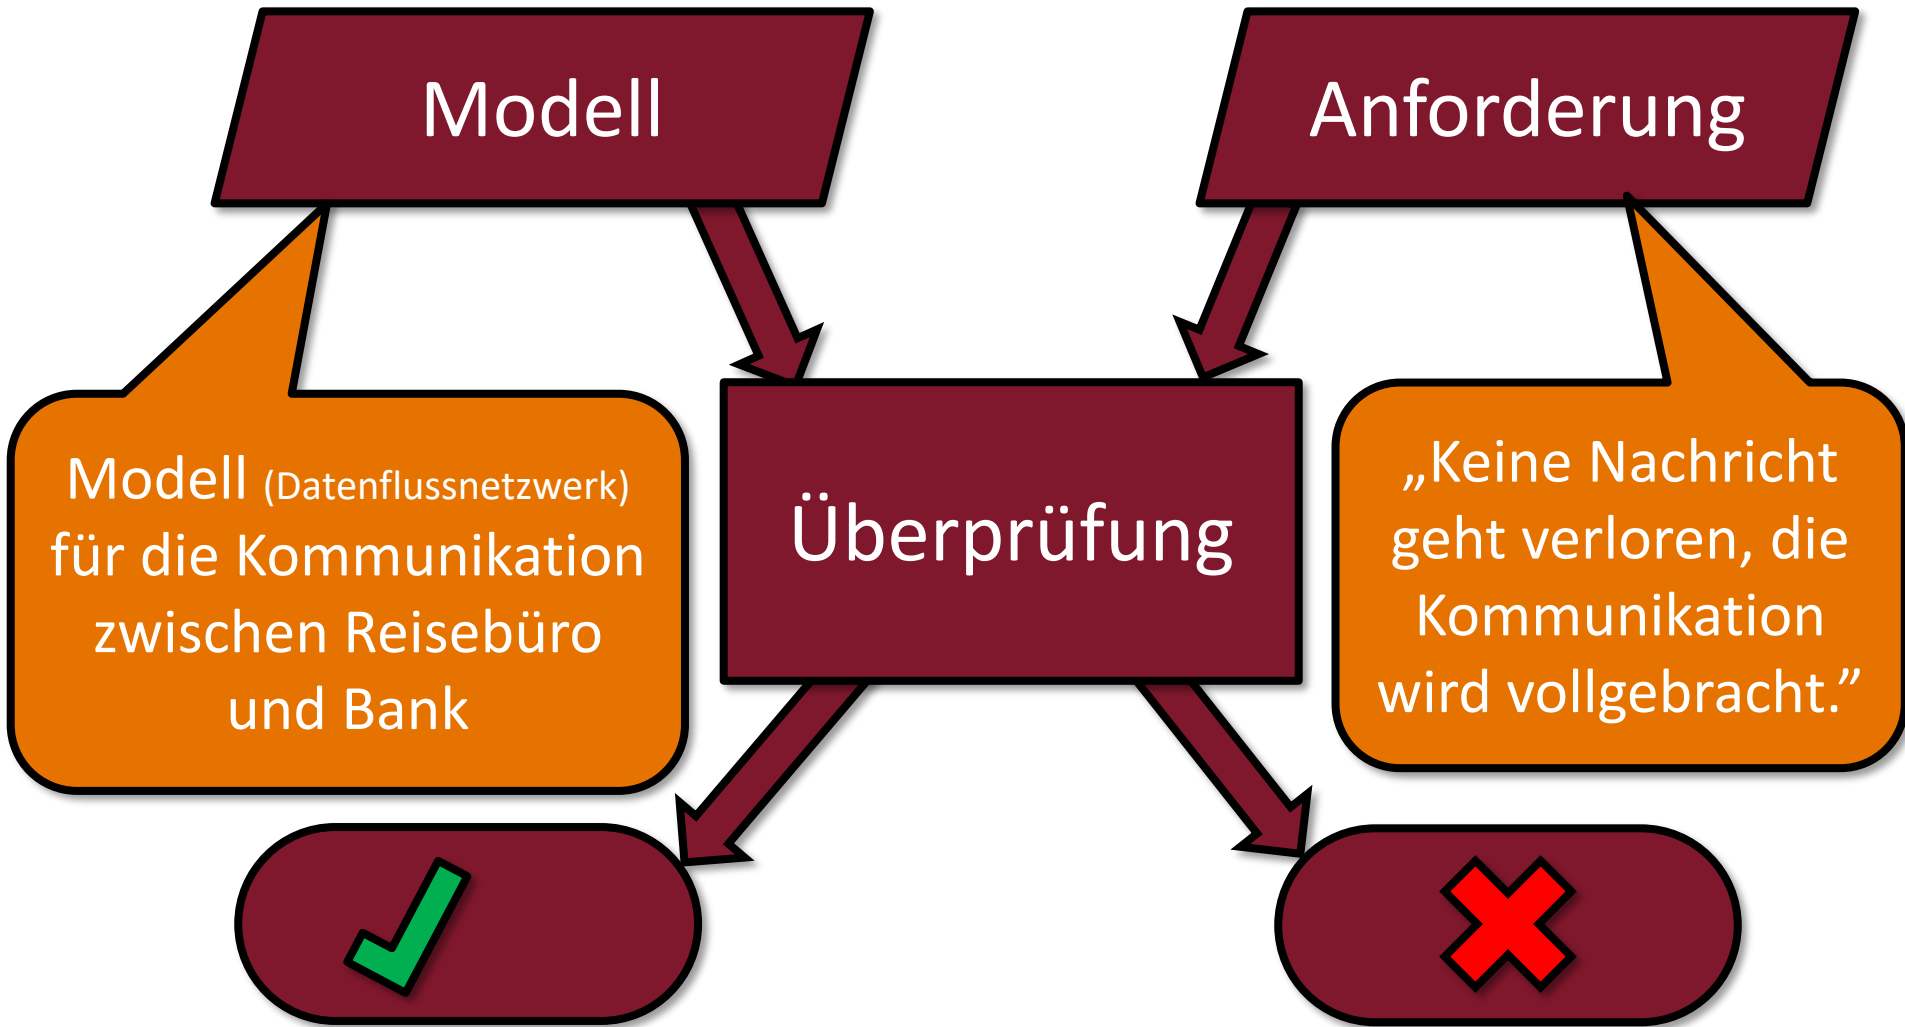 Modell
Anforderung
Modell (Datenflussnetzwerk)
für die Kommunikation
zwischen Reisebüro
und Bank
Überprüfung
„Keine Nachricht
geht verloren, die
Kommunikation
wird vollgebracht.”